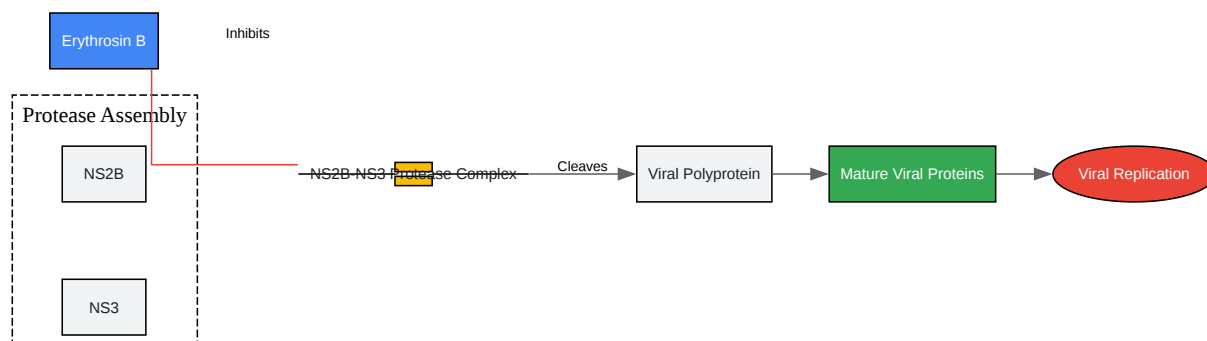 Erythrosin B
Inhibits
Protease Assembly
NS2B
NS2B-NS3 Protease Complex
Cleaves
Viral Polyprotein
Mature Viral Proteins
Viral Replication
NS3